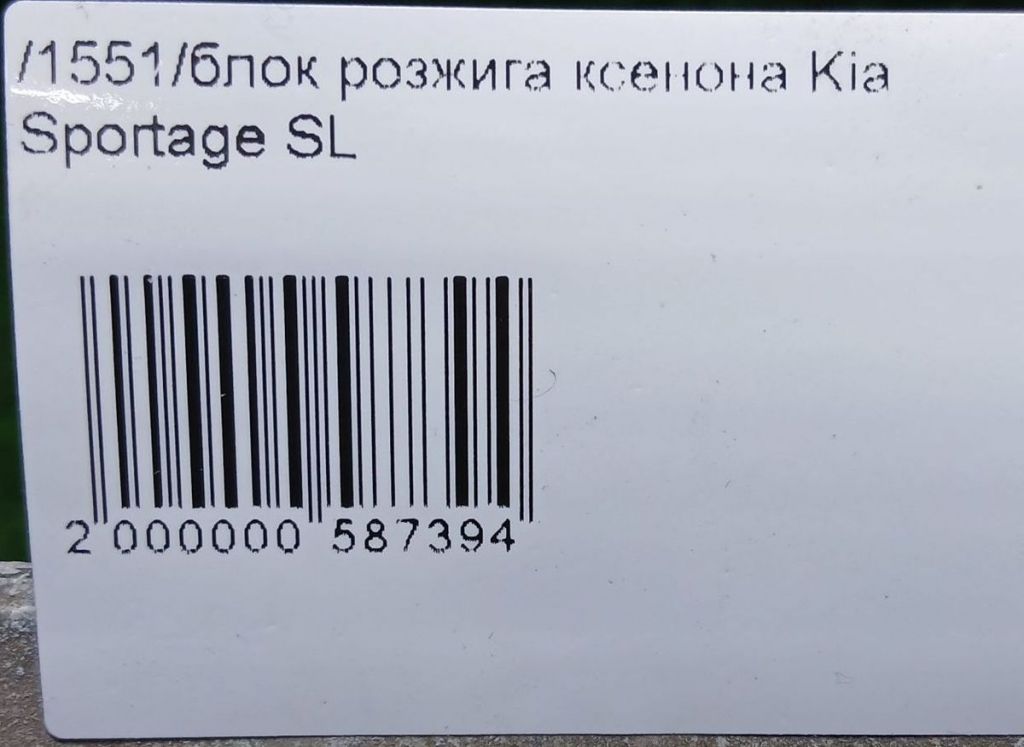 /1551/блок розжига ксенона Kia
Sportage SL
2 000000 587394